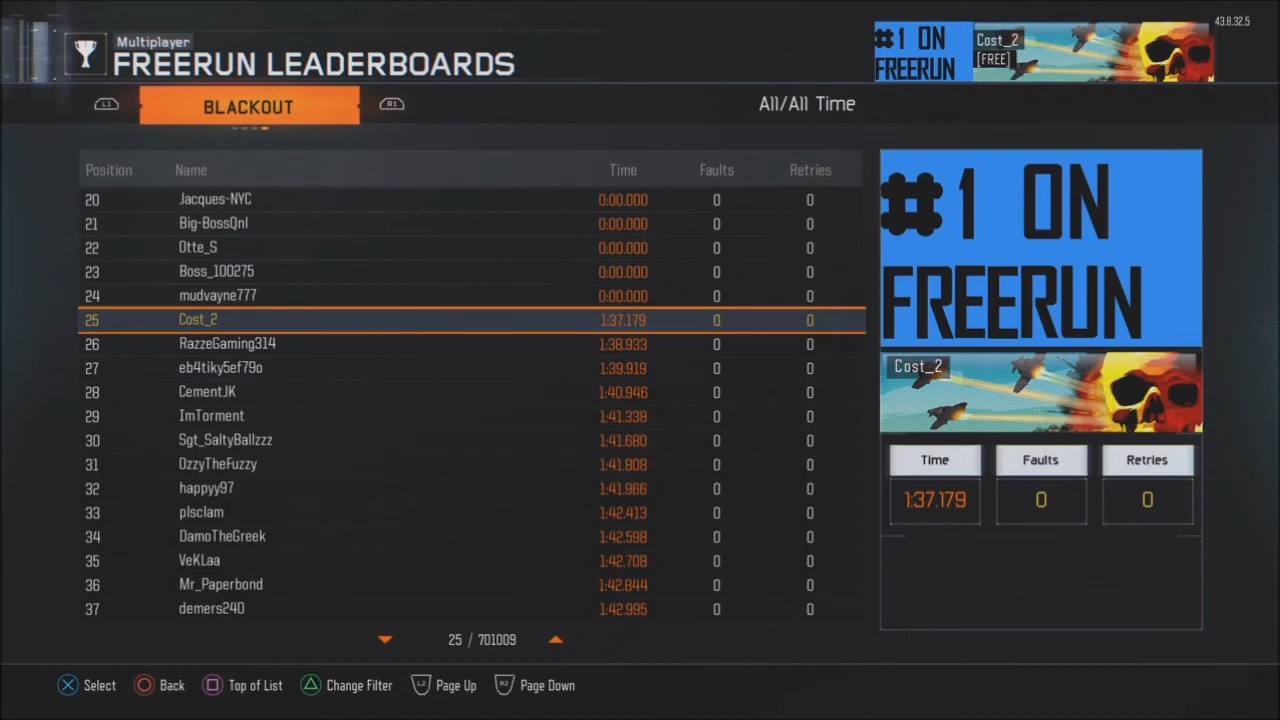 Multiplayer
FREERUN LEADERBOARDS
#1 ON
FREERUN
Cost_2
[FREE]
43.8.32.5
L1
BLACKOUT
R1
All/All Time
Position Name Time Faults Retries
20 Jacques-NYC 0:00.000 0 0
21 Big-BossQnl 0:00.000 0 0
22 Otte_S 0:00.000 0 0
23 Boss_100275 0:00.000 0 0
24 mudvayne777 0:00.000 0 0
25 Cost_2 1:37.179 0 0
26 RazzeGaming314 1:38.933 0 0
27 eb4tiky5ef79o 1:39.919 0 0
28 CementJK 1:40.946 0 0
29 ImTorment 1:41.338 0 0
30 Sgt_SaltyBallzzz 1:41.680 0 0
31 OzzyTheFuzzy 1:41.808 0 0
32 happyy97 1:41.966 0 0
33 plsclam 1:42.413 0 0
34 DamoTheGreek 1:42.598 0 0
35 VeKLaa 1:42.708 0 0
36 Mr_Paperbond 1:42.844 0 0
37 demers240 1:42.995 0 0
25 / 701009
#1 ON
FREERUN
Cost_2
Time Faults Retries
1:37.179 0 0
Select Back Top of List Change Filter L2 Page Up R2 Page Down